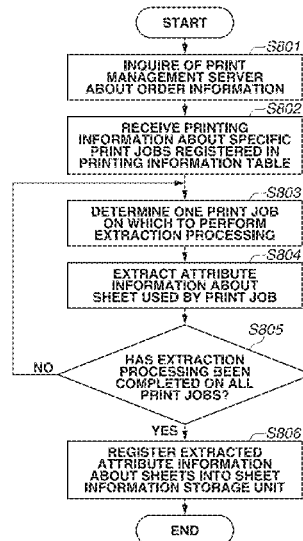 START
S801
INQUIRE OF PRINT
MANAGEMENT SERVER
ABOUT ORDER INFORMATION
S802
RECEIVE PRINTING
INFORMATION ABOUT SPECIFIC
PRINT JOBS REGISTERED IN
PRINTING INFORMATION TABLE
S803
DETERMINE ONE PRINT JOB
ON WHICH TO PERFORM
EXTRACTION PROCESSING
S804
EXTRACT ATTRIBUTE
INFORMATION ABOUT
SHEET USED BY PRINT JOB
S805
HAS EXTRACTION
PROCESSING BEEN
COMPLETED ON ALL
PRINT JOBS?
NO
YES
S806
REGISTER EXTRACTED
ATTRIBUTE INFORMATION
ABOUT SHEETS INTO SHEET
INFORMATION STORAGE UNIT
END